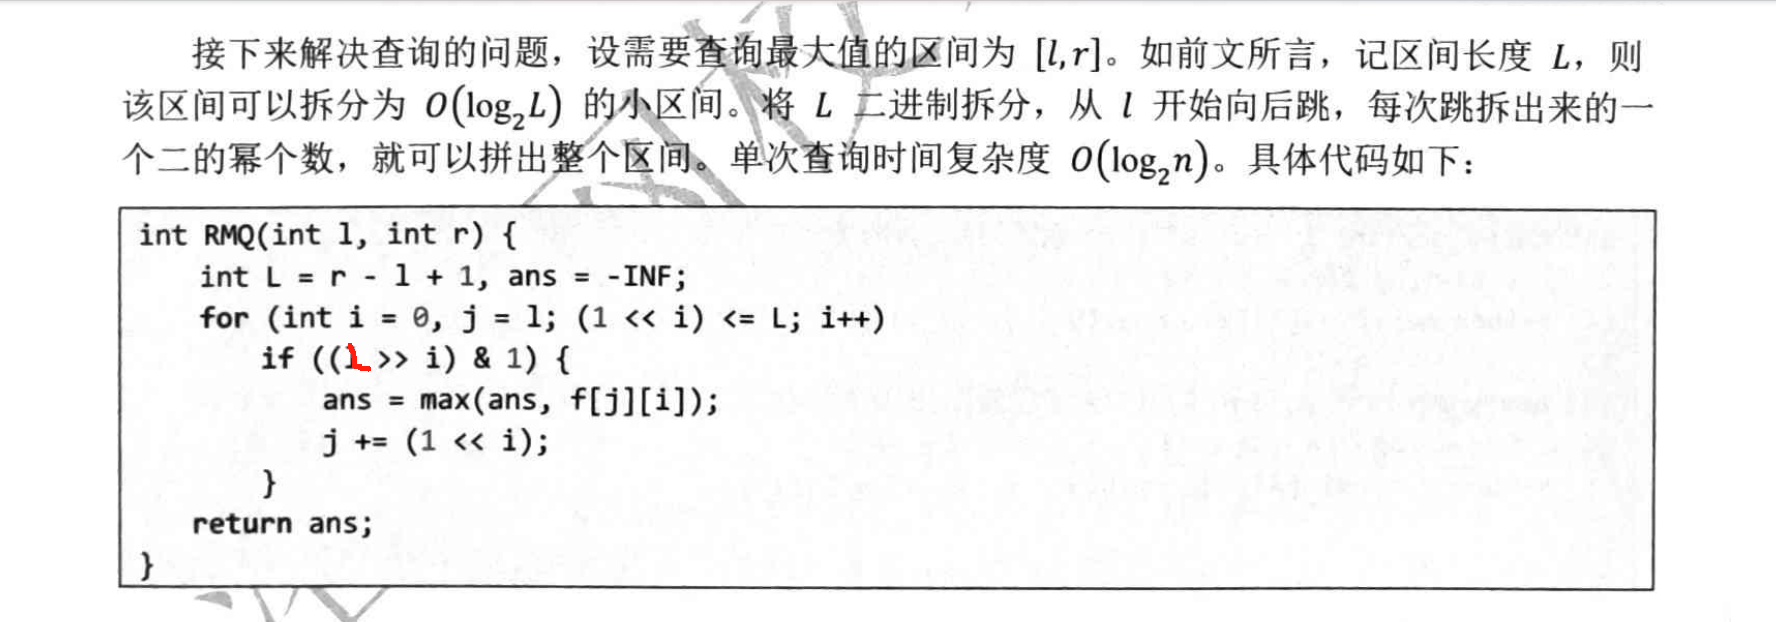 接下来解决查询的问题，设需要查询最大值的区间为 [l,r]。如前文所言，记区间长度 L，则
该区间可以拆分为 O(log₂L) 的小区间。将 L 二进制拆分，从 l 开始向后跳，每次跳拆出来的一
个二的幂个数，就可以拼出整个区间。单次查询时间复杂度 O(log₂n)。具体代码如下：
int RMQ(int l, int r) {
int L = r - l + 1, ans = -INF;
for (int i = 0, j = l; (1 << i) <= L; i++)
if ((L >> i) & 1) {
ans = max(ans, f[j][i]);
j += (1 << i);
}
return ans;
}